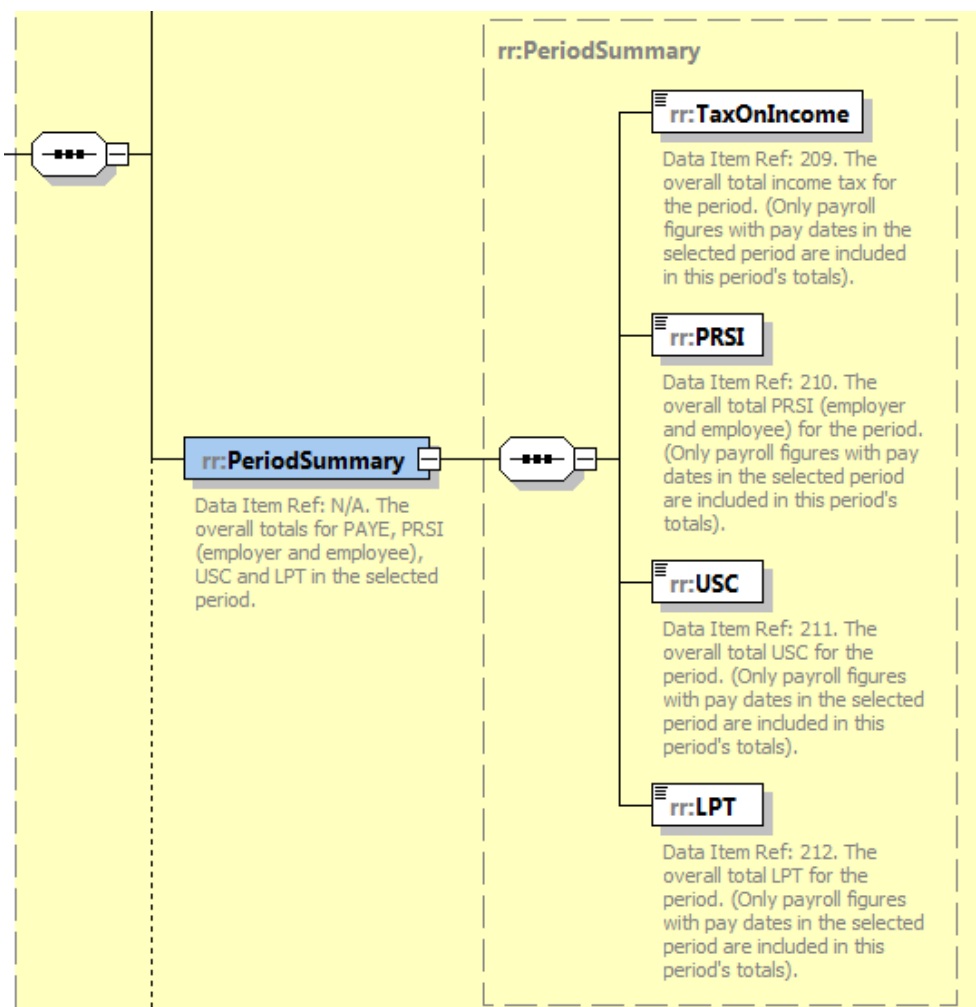 rr:PeriodSummary
rr:TaxOnIncome
Data Item Ref: 209. The
overall total income tax for
the period. (Only payroll
figures with pay dates in the
selected period are included
in this period's totals).
rr:PRSI
Data Item Ref: 210. The
overall total PRSI (employer
and employee) for the period.
(Only payroll figures with pay
dates in the selected period
are included in this period's
totals).
rr:PeriodSummary
Data Item Ref: N/A. The
overall totals for PAYE, PRSI
(employer and employee),
USC and LPT in the selected
period.
rr:USC
Data Item Ref: 211. The
overall total USC for the
period. (Only payroll figures
with pay dates in the selected
period are included in this
period's totals).
rr:LPT
Data Item Ref: 212. The
overall total LPT for the
period. (Only payroll figures
with pay dates in the selected
period are included in this
period's totals).